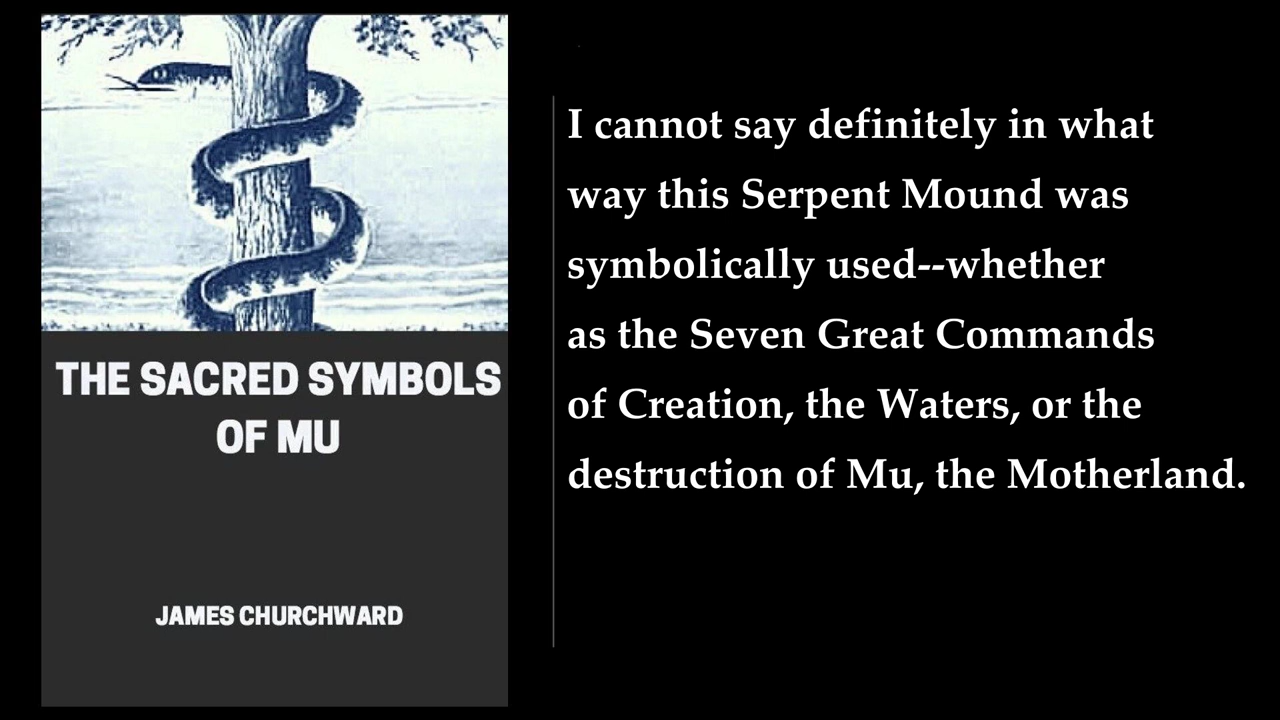 THE SACRED SYMBOLS
OF MU
JAMES CHURCHWARD
I cannot say definitely in what
way this Serpent Mound was
symbolically used--whether
as the Seven Great Commands
of Creation, the Waters, or the
destruction of Mu, the Motherland.